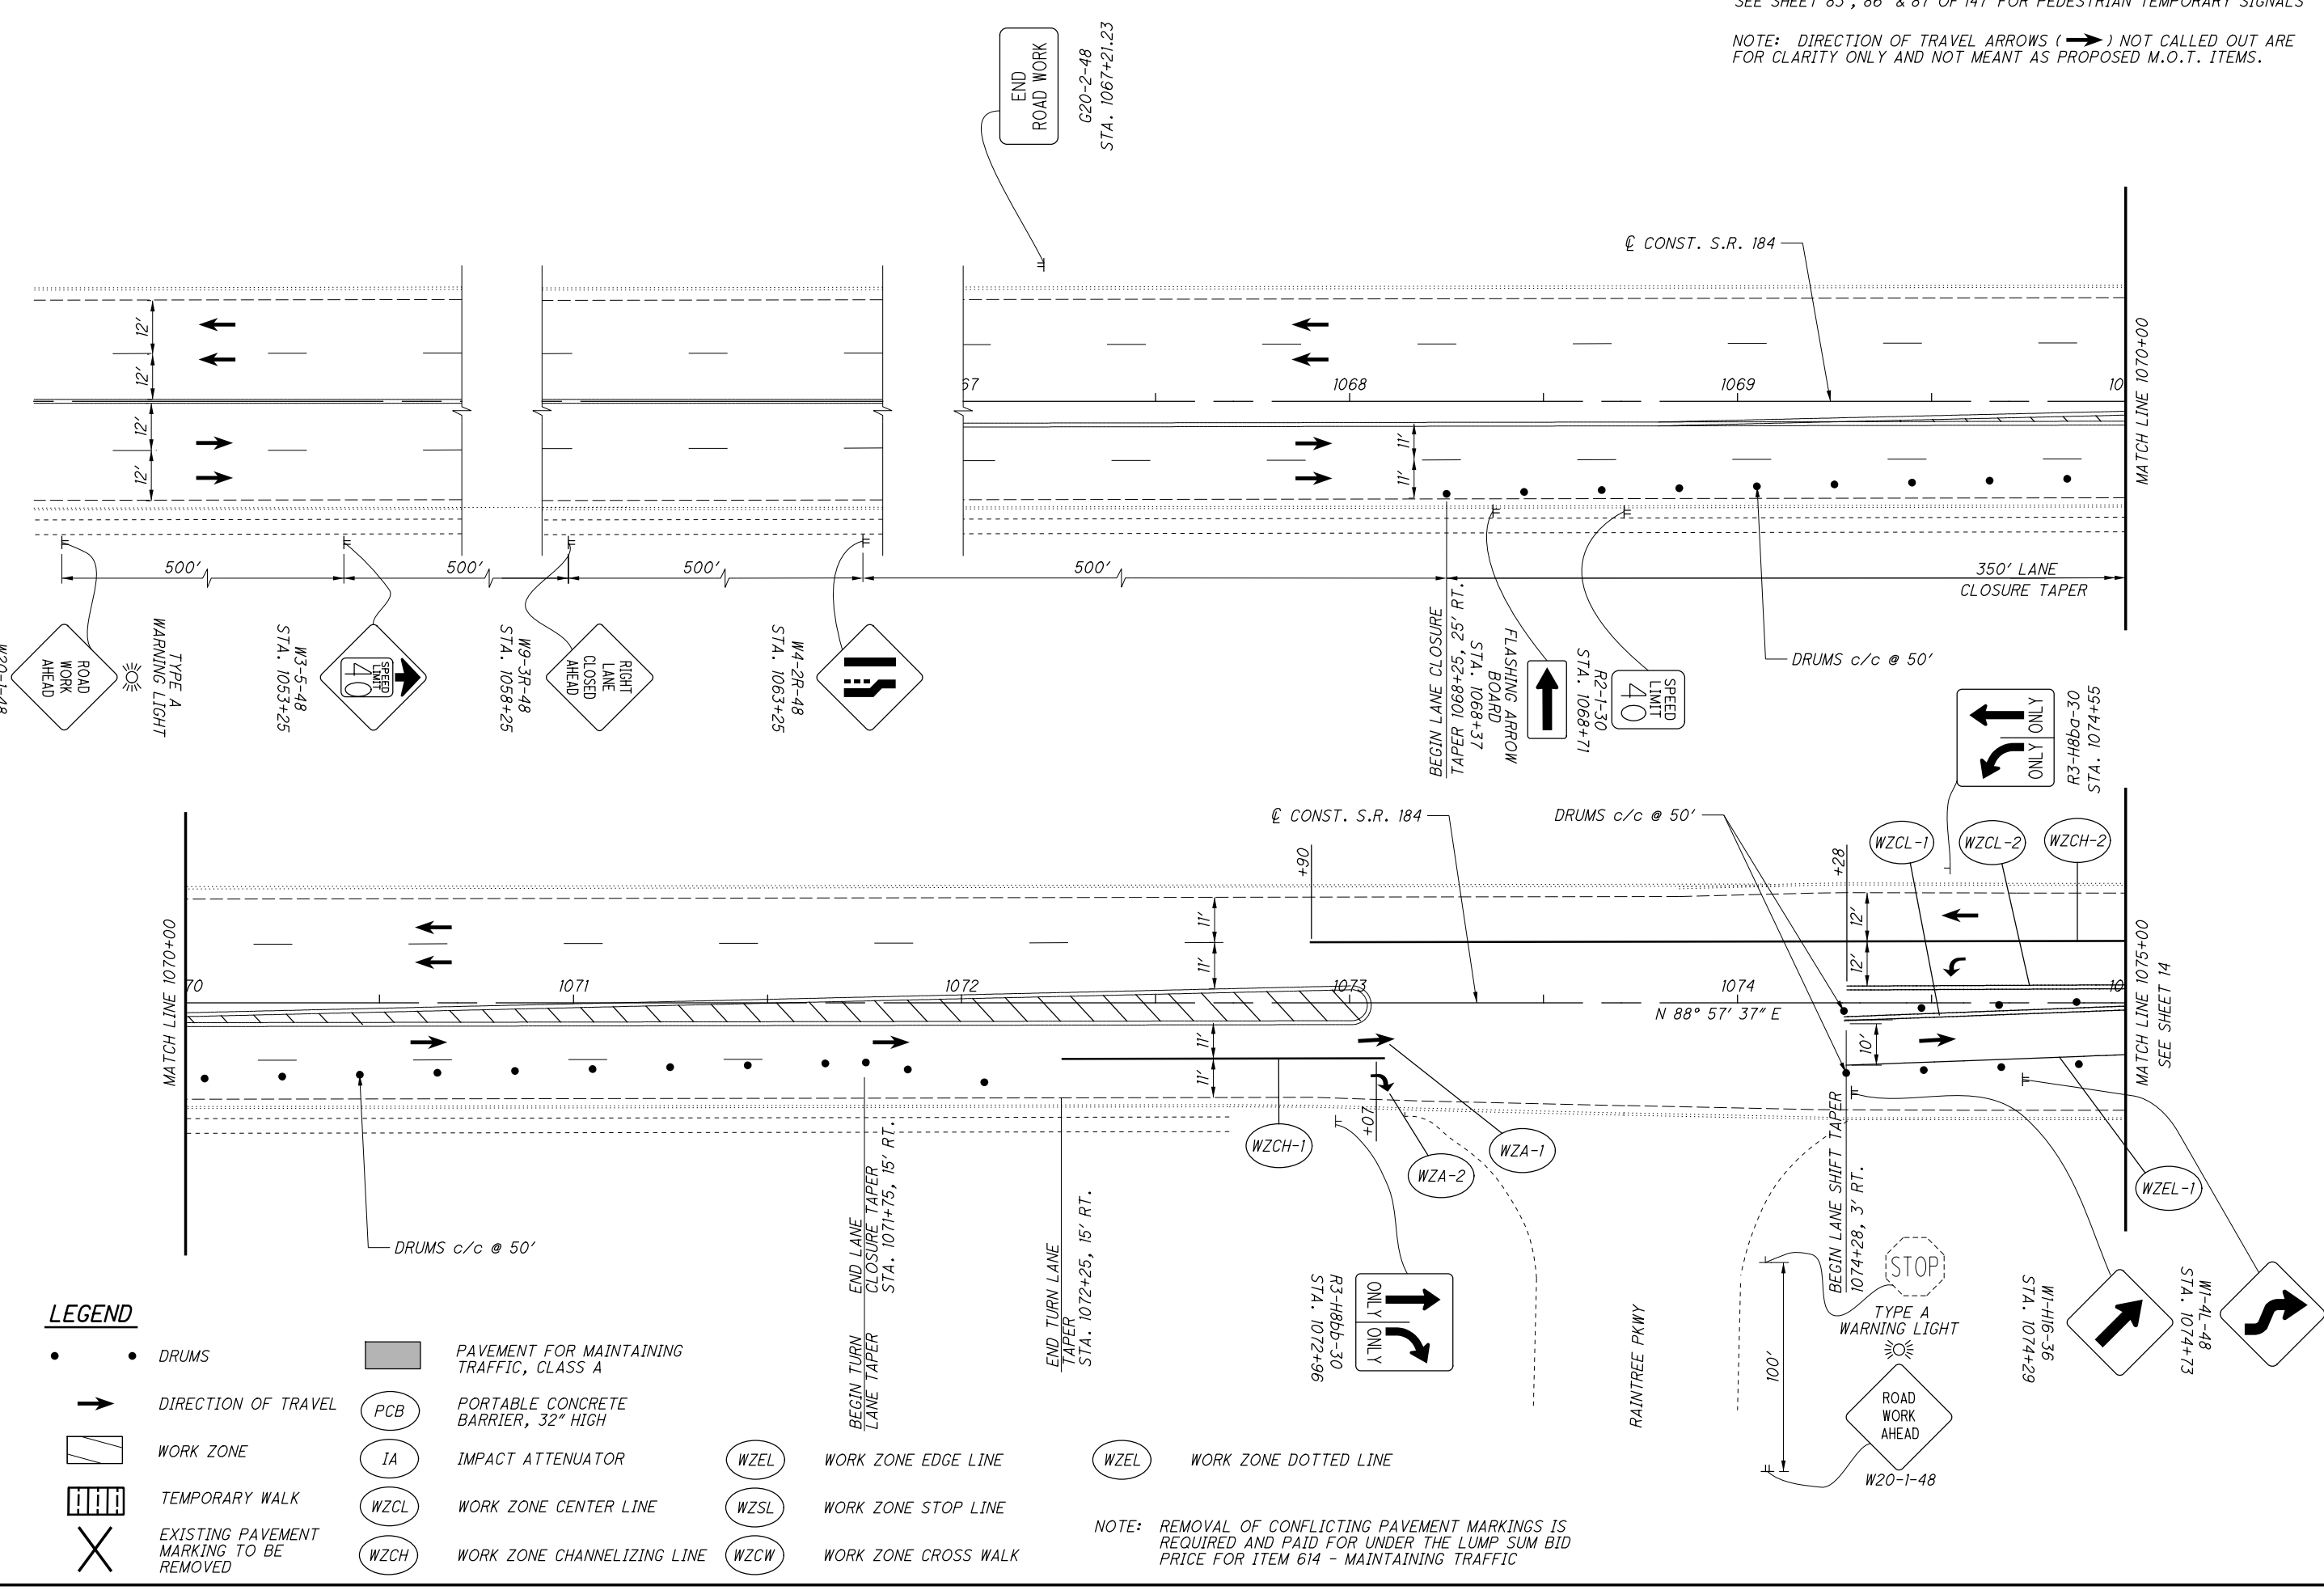 SEE SHEET 85 , 86 & 87 OF 147 FOR PEDESTRIAN TEMPORARY SIGNALS
NOTE: DIRECTION OF TRAVEL ARROWS ( ) NOT CALLED OUT ARE
FOR CLARITY ONLY AND NOT MEANT AS PROPOSED M.O.T. ITEMS.
END
ROAD WORK
G20-2-48
STA. 1067+21.23
℄ CONST. S.R. 184
12'
12'
12'
12'
67
1068
1069
10
11'
11'
MATCH LINE 1070+00
500'
500'
500'
500'
350' LANE
CLOSURE TAPER
ROAD
WORK
AHEAD
W20-1-48
TYPE A
WARNING LIGHT
SPEED
LIMIT
40
W3-5-48
STA. 1053+25
RIGHT
LANE
CLOSED
AHEAD
W9-3R-48
STA. 1058+25
W4-2R-48
STA. 1063+25
BEGIN LANE CLOSURE
TAPER 1068+25, 25' RT.
FLASHING ARROW
BOARD
STA. 1068+37
SPEED
LIMIT
40
R2-1-30
STA. 1068+71
DRUMS c/c @ 50'
ONLY
ONLY
R3-H8ba-30
STA. 1074+55
℄ CONST. S.R. 184
DRUMS c/c @ 50'
WZCL-1
WZCL-2
WZCH-2
+90
+28
MATCH LINE 1070+00
11'
11'
12'
12'
70
1071
1072
1073
1074
10
N 88° 57' 37" E
11'
11'
10'
MATCH LINE 1075+00
SEE SHEET 14
WZCH-1
+07
WZA-2
WZA-1
WZEL-1
DRUMS c/c @ 50'
END LANE
CLOSURE TAPER
STA. 1071+75, 15' RT.
BEGIN TURN
LANE TAPER
END TURN LANE
TAPER
STA. 1072+25, 15' RT.
ONLY
ONLY
R3-H8bb-30
STA. 1072+96
RAINTREE PKWY
BEGIN LANE SHIFT TAPER
1074+28, 3' RT.
STOP
TYPE A
WARNING LIGHT
100'
ROAD
WORK
AHEAD
W20-1-48
W1-H16-36
STA. 1074+29
W1-4L-48
STA. 1074+73
LEGEND
DRUMS
DIRECTION OF TRAVEL
WORK ZONE
TEMPORARY WALK
EXISTING PAVEMENT
MARKING TO BE
REMOVED
PAVEMENT FOR MAINTAINING
TRAFFIC, CLASS A
PCB PORTABLE CONCRETE
BARRIER, 32" HIGH
IA IMPACT ATTENUATOR
WZCL WORK ZONE CENTER LINE
WZCH WORK ZONE CHANNELIZING LINE
WZEL WORK ZONE EDGE LINE
WZSL WORK ZONE STOP LINE
WZCW WORK ZONE CROSS WALK
WZEL WORK ZONE DOTTED LINE
NOTE: REMOVAL OF CONFLICTING PAVEMENT MARKINGS IS
REQUIRED AND PAID FOR UNDER THE LUMP SUM BID
PRICE FOR ITEM 614 - MAINTAINING TRAFFIC